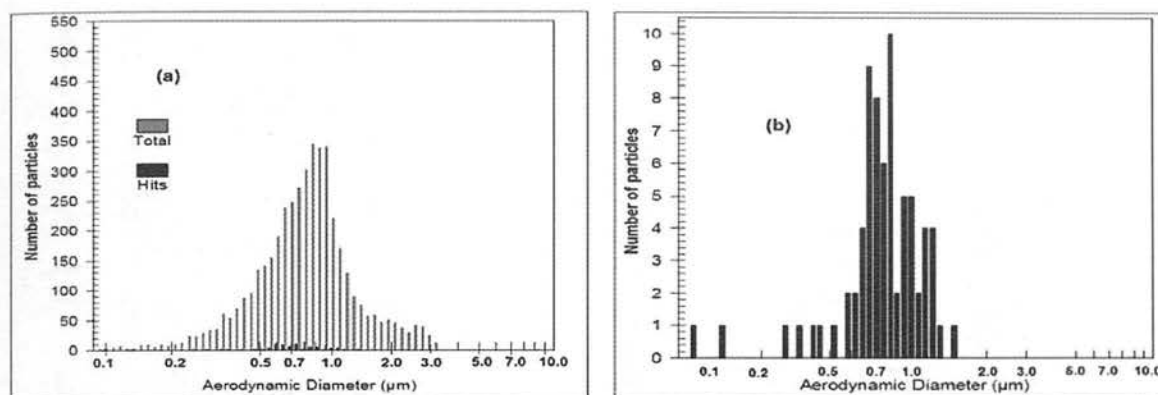 550
500
450
400
350
300
250
200
150
100
50
0
Number of particles
(a)
Total
Hits
0.1 0.2 0.5 0.7 1.0 2.0 3.0 5.0 7.0 10.0
Aerodynamic Diameter (µm)
10
9
8
7
6
5
4
3
2
1
0
Number of particles
(b)
0.1 0.2 0.5 0.7 1.0 2.0 3.0 5.0 7.0 10.0
Aerodynamic Diameter (µm)